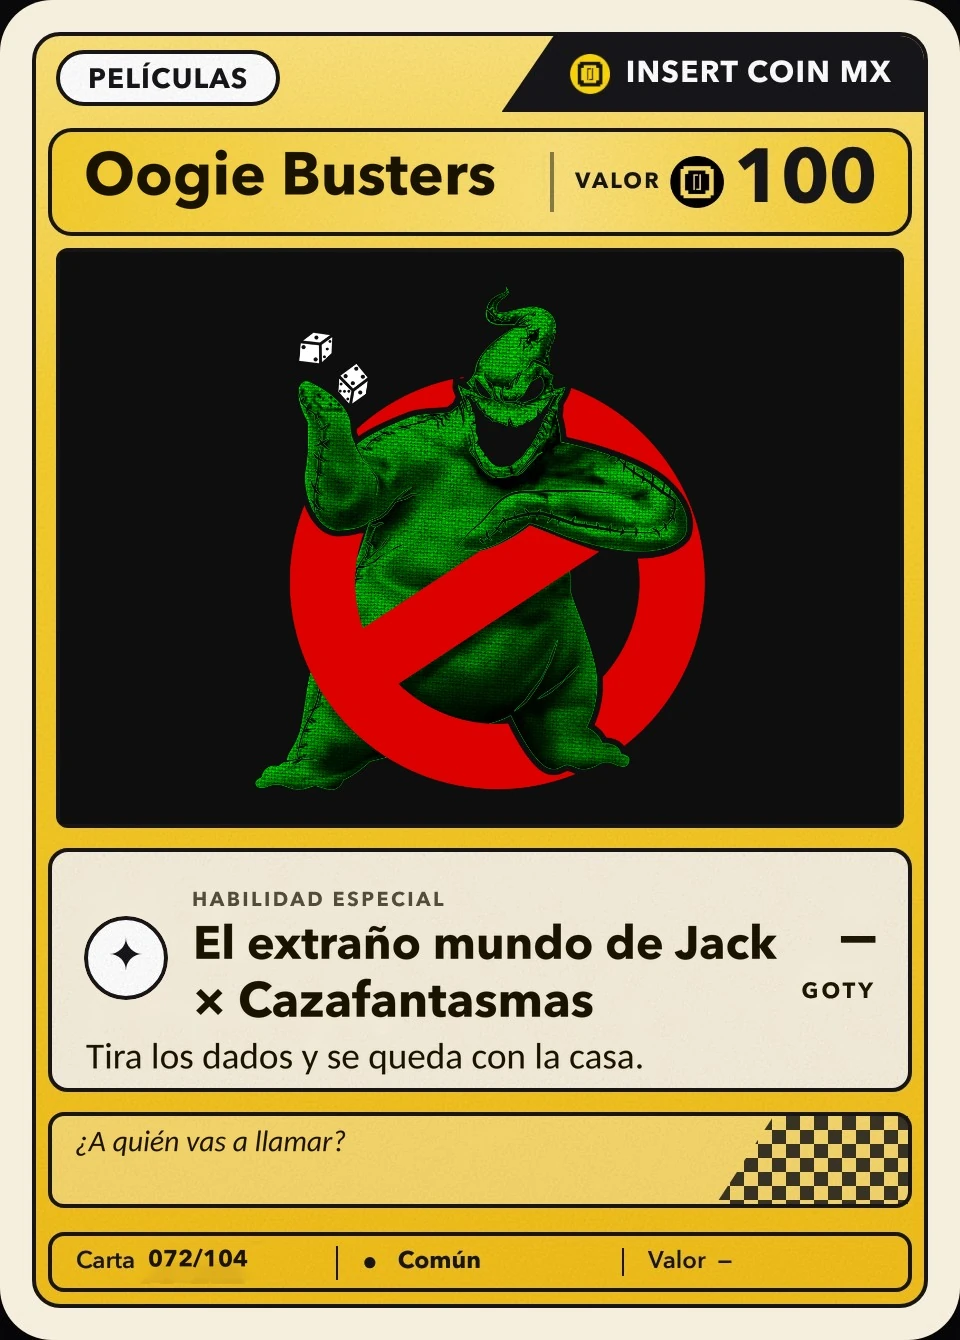 PELÍCULAS
INSERT COIN MX
Oogie Busters
VALOR 100
HABILIDAD ESPECIAL
El extraño mundo de Jack
× Cazafantasmas
—
GOTY
Tira los dados y se queda con la casa.
¿A quién vas a llamar?
Carta 072/104 • Común Valor –